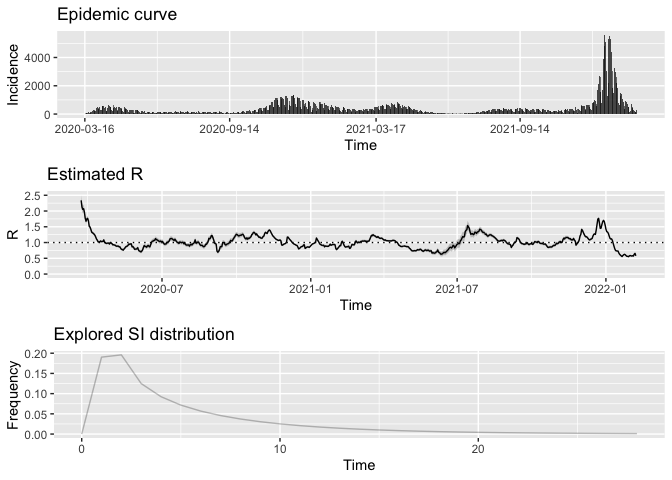 Epidemic curve
Incidence
4000
2000
0
2020-03-16 2020-09-14 2021-03-17 2021-09-14
Time
Estimated R
R
2.5
2.0
1.5
1.0
0.5
0.0
2020-07 2021-01 2021-07 2022-01
Time
Explored SI distribution
Frequency
0.20
0.15
0.10
0.05
0.00
0 10 20
Time